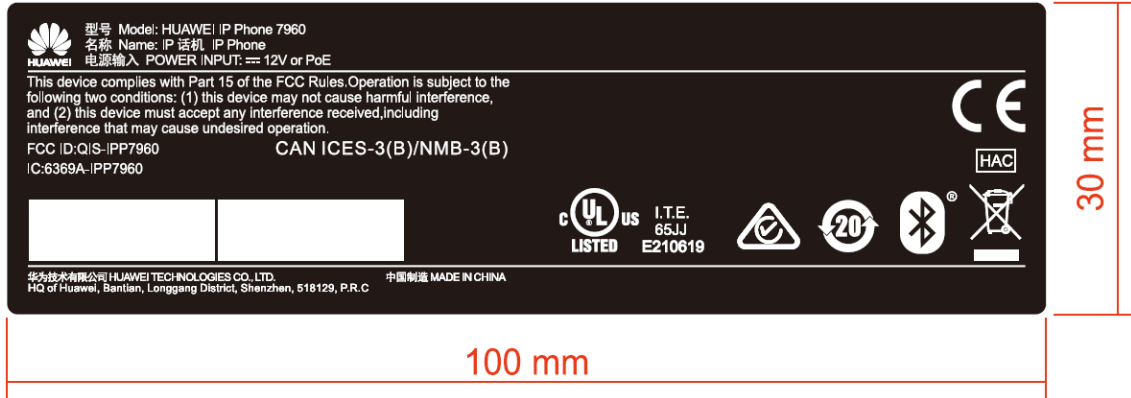 型号 Model: HUAWEI IP Phone 7960
名称 Name: IP 话机 IP Phone
HUAWEI
电源输入 POWER INPUT: ⎓ 12V or PoE
This device complies with Part 15 of the FCC Rules.Operation is subject to the
following two conditions: (1) this device may not cause harmful interference,
and (2) this device must accept any interference received,including
interference that may cause undesired operation.
FCC ID:QIS-IPP7960
CAN ICES-3(B)/NMB-3(B)
IC:6369A-IPP7960
CE
HAC
C UL US
®
LISTED
I.T.E.
65JJ
E210619
20
®
华为技术有限公司 HUAWEI TECHNOLOGIES CO., LTD.
中国制造 MADE IN CHINA
HQ of Huawei, Bantian, Longgang District, Shenzhen, 518129, P.R.C
30 mm
100 mm